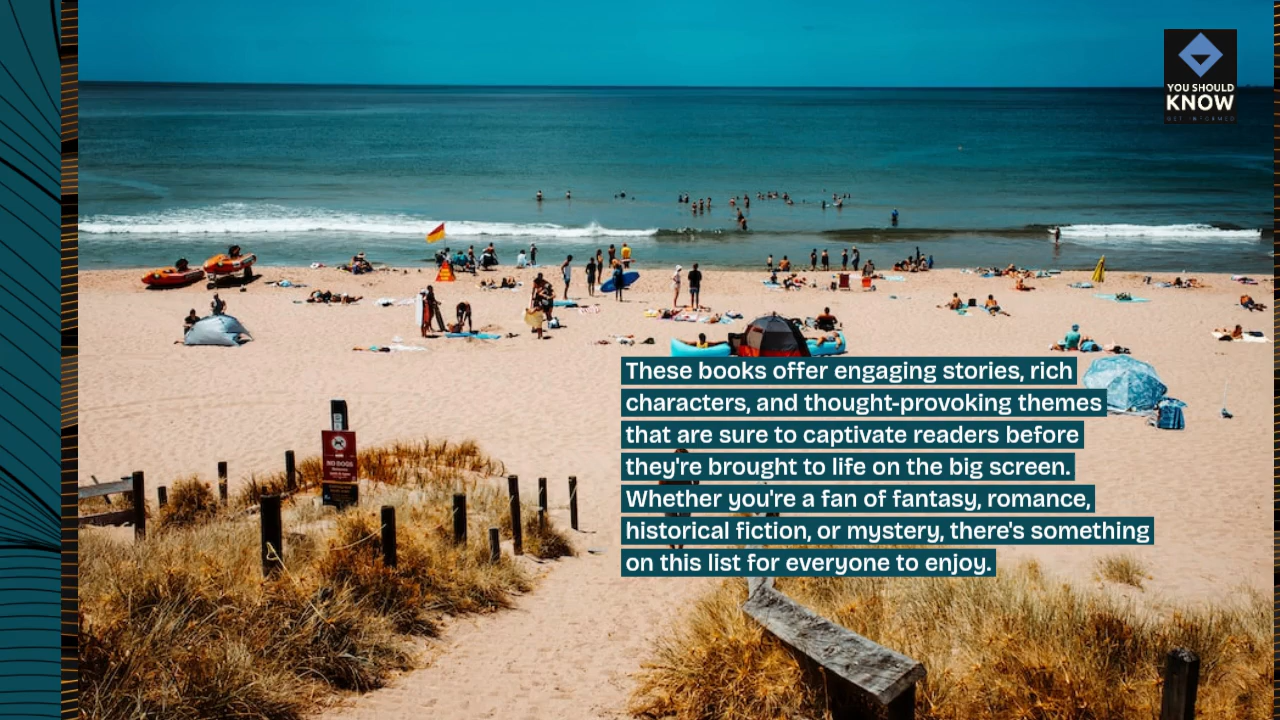 YOU SHOULD
KNOW
GET INFORMED
These books offer engaging stories, rich
characters, and thought-provoking themes
that are sure to captivate readers before
they're brought to life on the big screen.
Whether you're a fan of fantasy, romance,
historical fiction, or mystery, there's something
on this list for everyone to enjoy.
NO DOGS